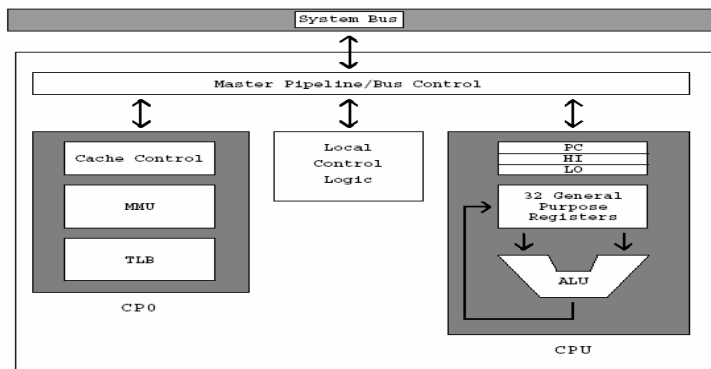 System Bus
Master Pipeline/Bus Control
Cache Control
MMU
TLB
CP0
Local
Control
Logic
PC
HI
LO
32 General
Purpose
Registers
ALU
CPU